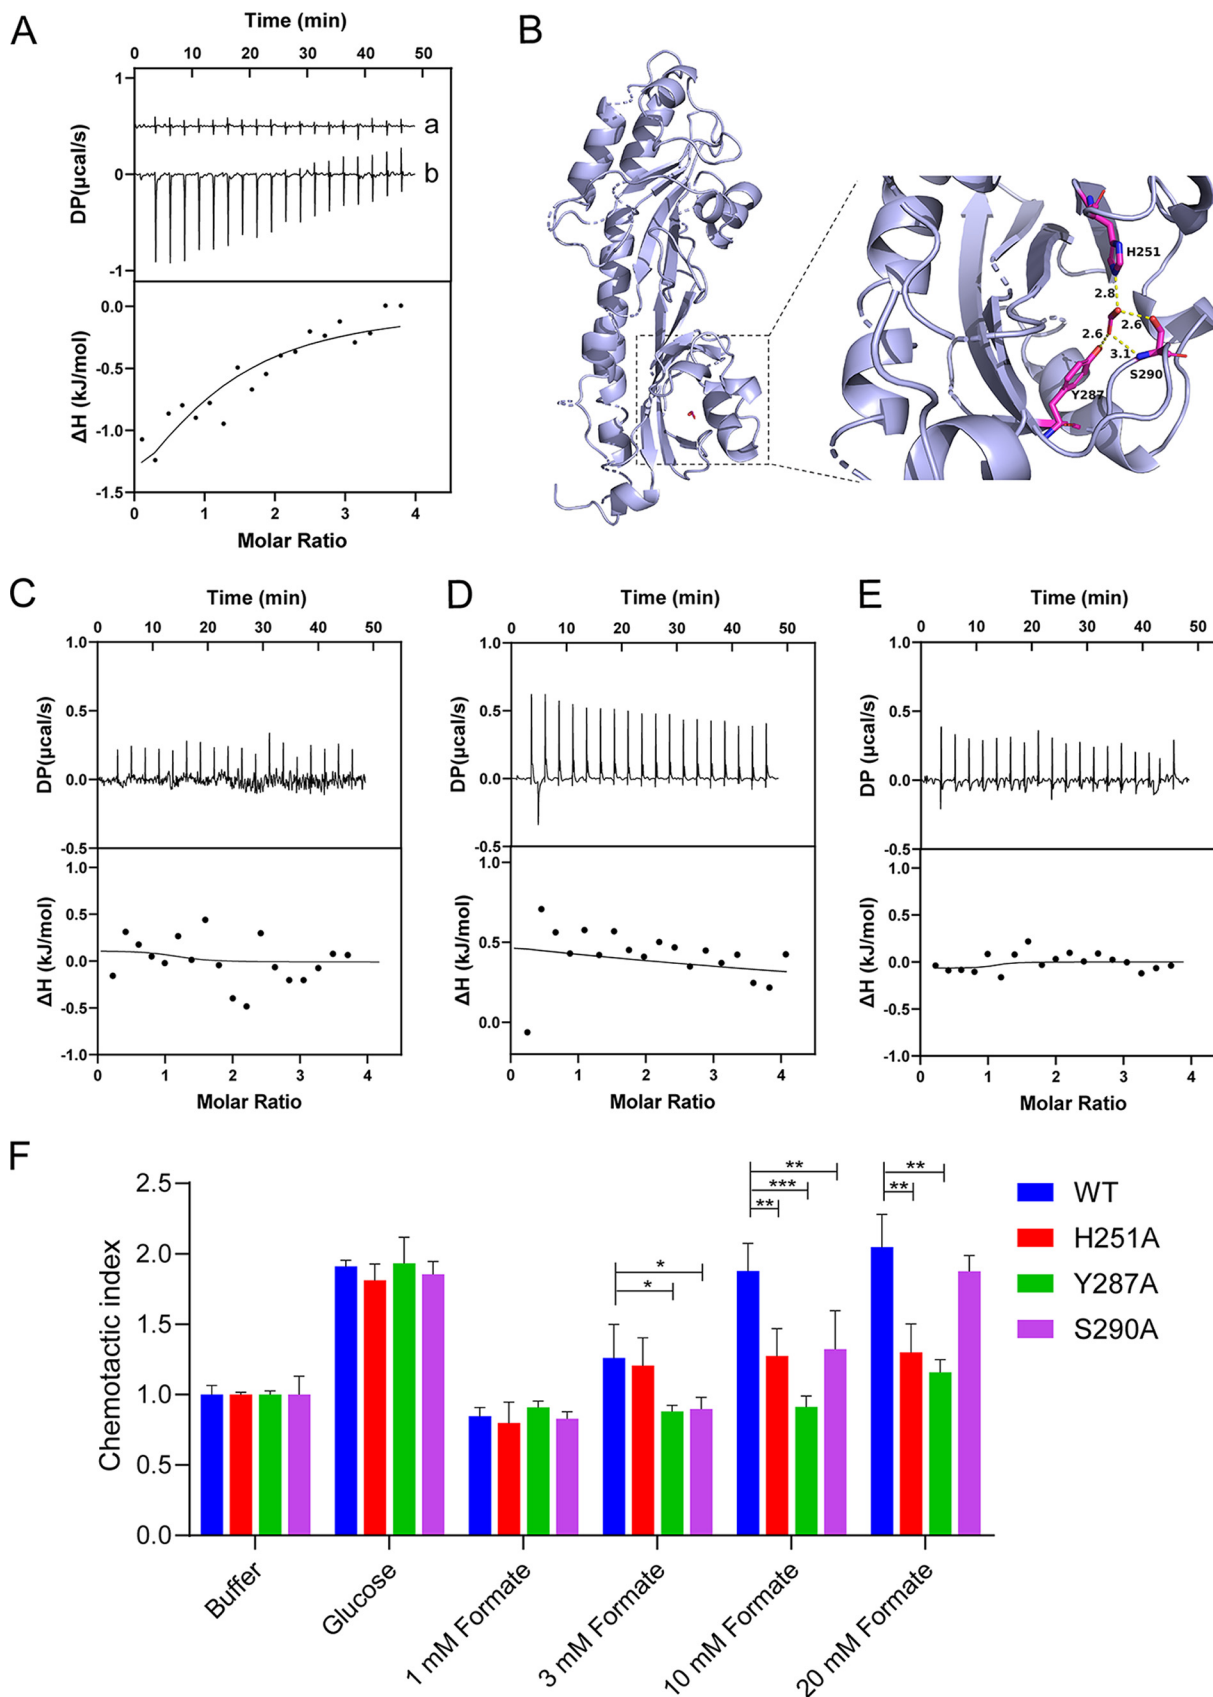 A
Time (min)
0 10 20 30 40 50
DP(µcal/s)
1
0
-1
a
b
ΔH (kJ/mol)
0.0
-0.5
-1.0
-1.5
0 1 2 3 4 5
Molar Ratio
B
H251
2.8
2.6
2.6
3.1
S290
Y287
C
Time (min)
0 10 20 30 40 50
DP(µcal/s)
1.0
0.5
0.0
-0.5
ΔH (kJ/mol)
1.0
0.5
0.0
-0.5
-1.0
0 1 2 3 4
Molar Ratio
D
Time (min)
0 10 20 30 40 50
DP(µcal/s)
1.0
0.5
0.0
-0.5
ΔH (kJ/mol)
1.0
0.5
0.0
0 1 2 3 4
Molar Ratio
E
Time (min)
0 10 20 30 40 50
DP (µcal/s)
1.0
0.5
0.0
-0.5
ΔH (kJ/mol)
1.0
0.5
0.0
-0.5
-1.0
0 1 2 3 4
Molar Ratio
F
Chemotactic index
2.5
2.0
1.5
1.0
0.5
0.0
*
*
**
***
**
**
**
WT
H251A
Y287A
S290A
Buffer
Glucose
1 mM Formate
3 mM Formate
10 mM Formate
20 mM Formate